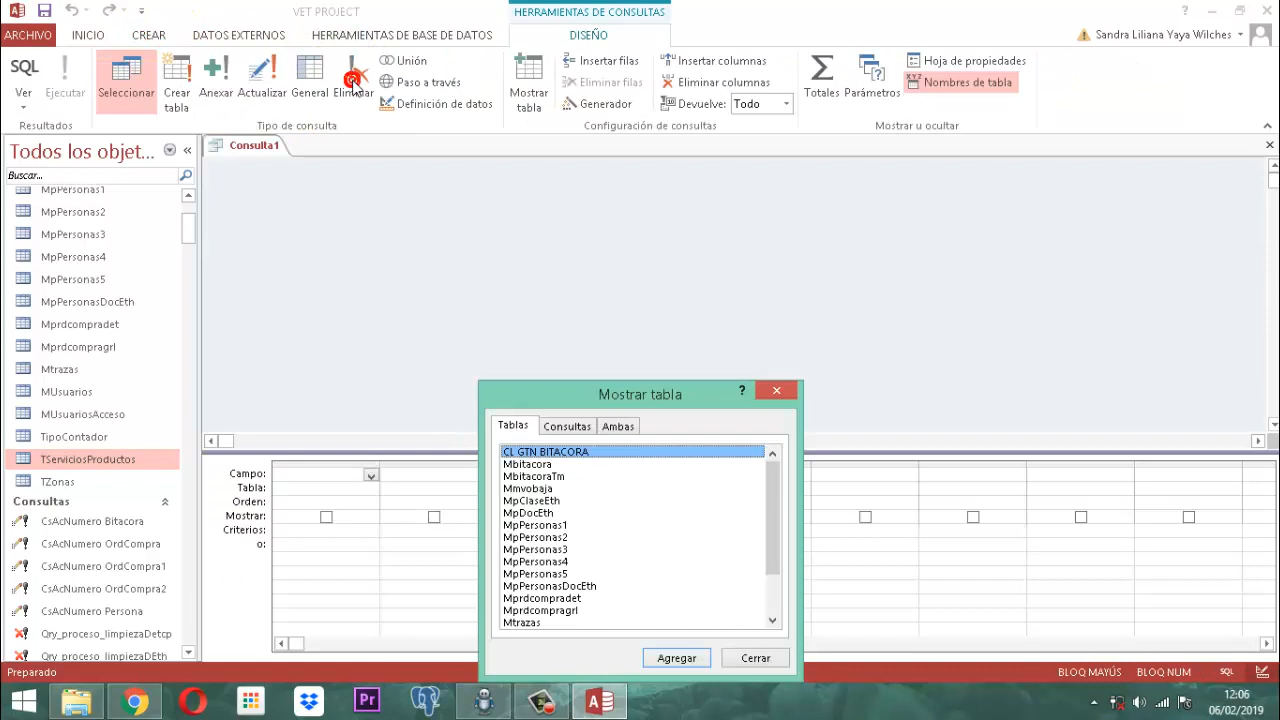 VET PROJECT
HERRAMIENTAS DE CONSULTAS
?
ARCHIVO
INICIO
CREAR
DATOS EXTERNOS
HERRAMIENTAS DE BASE DE DATOS
DISEÑO
Sandra Liliana Yaya Wilches
SQL
Ver
Ejecutar
Resultados
Seleccionar
Crear
tabla
Anexar
Actualizar
General
Eliminar
Unión
Paso a través
Definición de datos
Tipo de consulta
Mostrar
tabla
Insertar filas
Eliminar filas
Generador
Insertar columnas
Eliminar columnas
Devuelve: Todo
Configuración de consultas
Totales
Parámetros
Hoja de propiedades
Nombres de tabla
Mostrar u ocultar
Todos los objet...
Buscar...
MpPersonas1
MpPersonas2
MpPersonas3
MpPersonas4
MpPersonas5
MpPersonasDocEth
Mprdcompradet
Mprdcompragrl
Mtrazas
MUsuarios
MUsuariosAcceso
TipoContador
TServiciosProductos
TZonas
Consultas
CsAcNumero Bitacora
CsAcNumero OrdCompra
CsAcNumero OrdCompra1
CsAcNumero OrdCompra2
CsAcNumero Persona
Qry_proceso_limpiezaDetcp
Qry_proceso_limpiezaDEth
Consulta1
Campo:
Tabla:
Orden:
Mostrar:
Criterios:
o:
Mostrar tabla
?
Tablas
Consultas
Ambas
CL GTN BITACORA
Mbitacora
MbitacoraTm
Mmvobaja
MpClaseEth
MpDocEth
MpPersonas1
MpPersonas2
MpPersonas3
MpPersonas4
MpPersonas5
MpPersonasDocEth
Mprdcompradet
Mprdcompragrl
Mtrazas
Agregar
Cerrar
Preparado
BLOQ MAYÚS
BLOQ NUM
SQL
Pr
12:06
06/02/2019